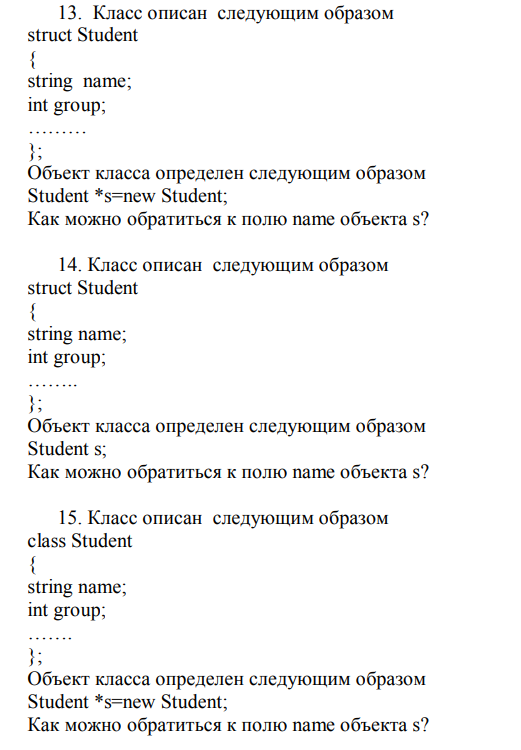 13. Класс описан следующим образом
struct Student
{
string name;
int group;
………
};
Объект класса определен следующим образом
Student *s=new Student;
Как можно обратиться к полю name объекта s?
14. Класс описан следующим образом
struct Student
{
string name;
int group;
……..
};
Объект класса определен следующим образом
Student s;
Как можно обратиться к полю name объекта s?
15. Класс описан следующим образом
class Student
{
string name;
int group;
…….
};
Объект класса определен следующим образом
Student *s=new Student;
Как можно обратиться к полю name объекта s?